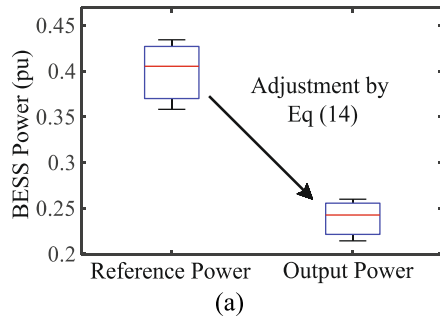 BESS Power (pu)
0.45
0.4
0.35
0.3
0.25
0.2
Adjustment by
Eq (14)
Reference Power
Output Power
(a)